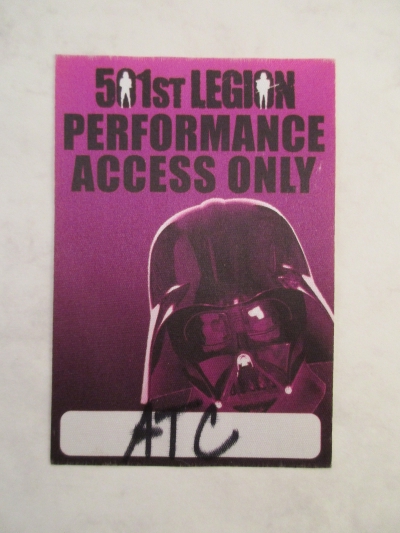 501ST LEGION
PERFORMANCE
ACCESS ONLY
ATC